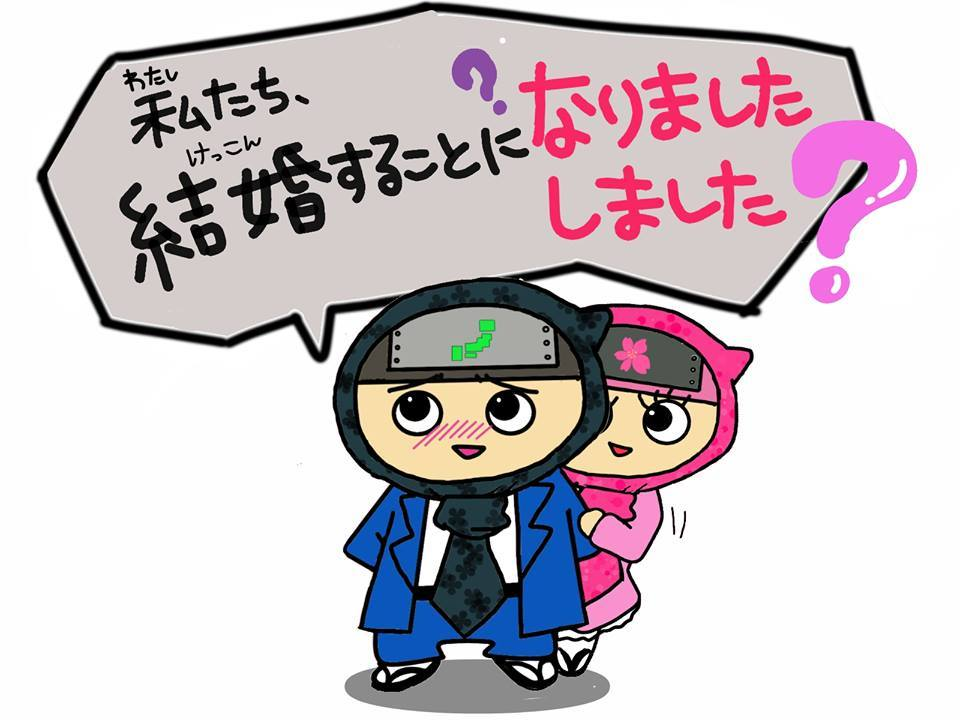 わたし
私たち、
けっこん
結婚することに
?
なりました
しました
?